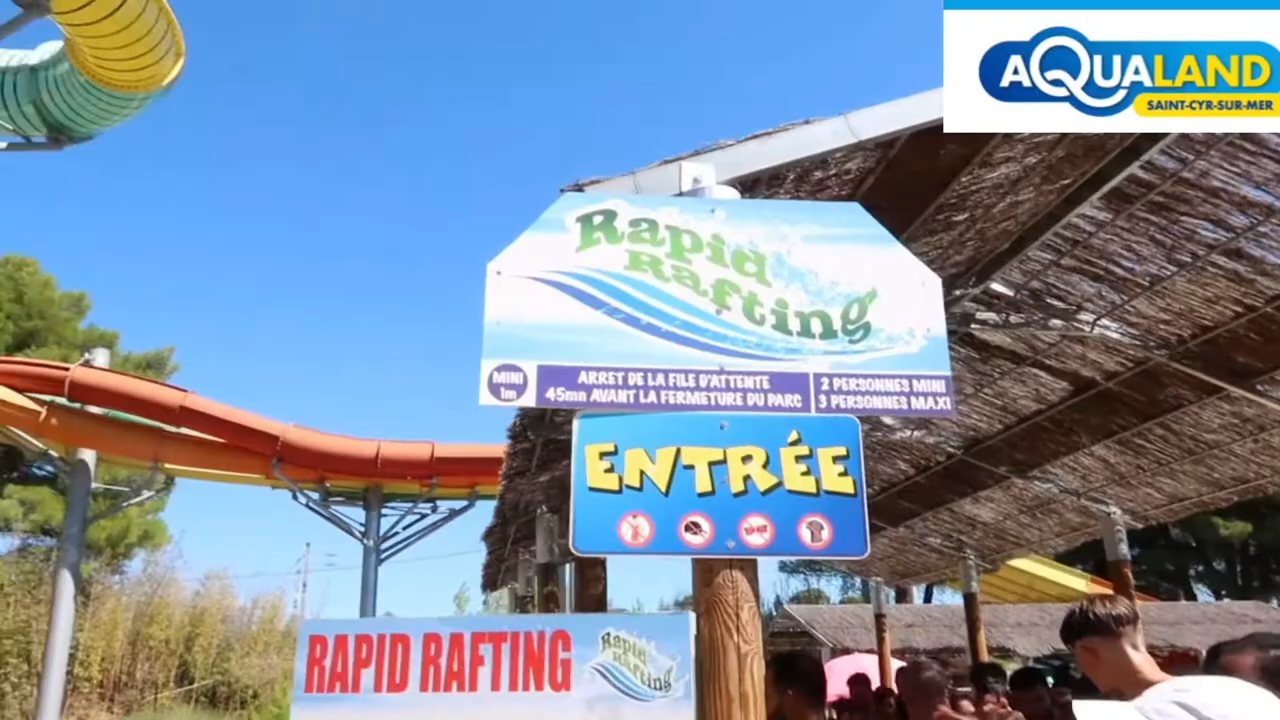 AQUALAND
SAINT-CYR-SUR-MER
Rapid
Rafting
MINI
1m
ARRET DE LA FILE D'ATTENTE
45mn AVANT LA FERMETURE DU PARC
2 PERSONNES MINI
3 PERSONNES MAXI
ENTRÉE
RAPID RAFTING
Rapid
Rafting